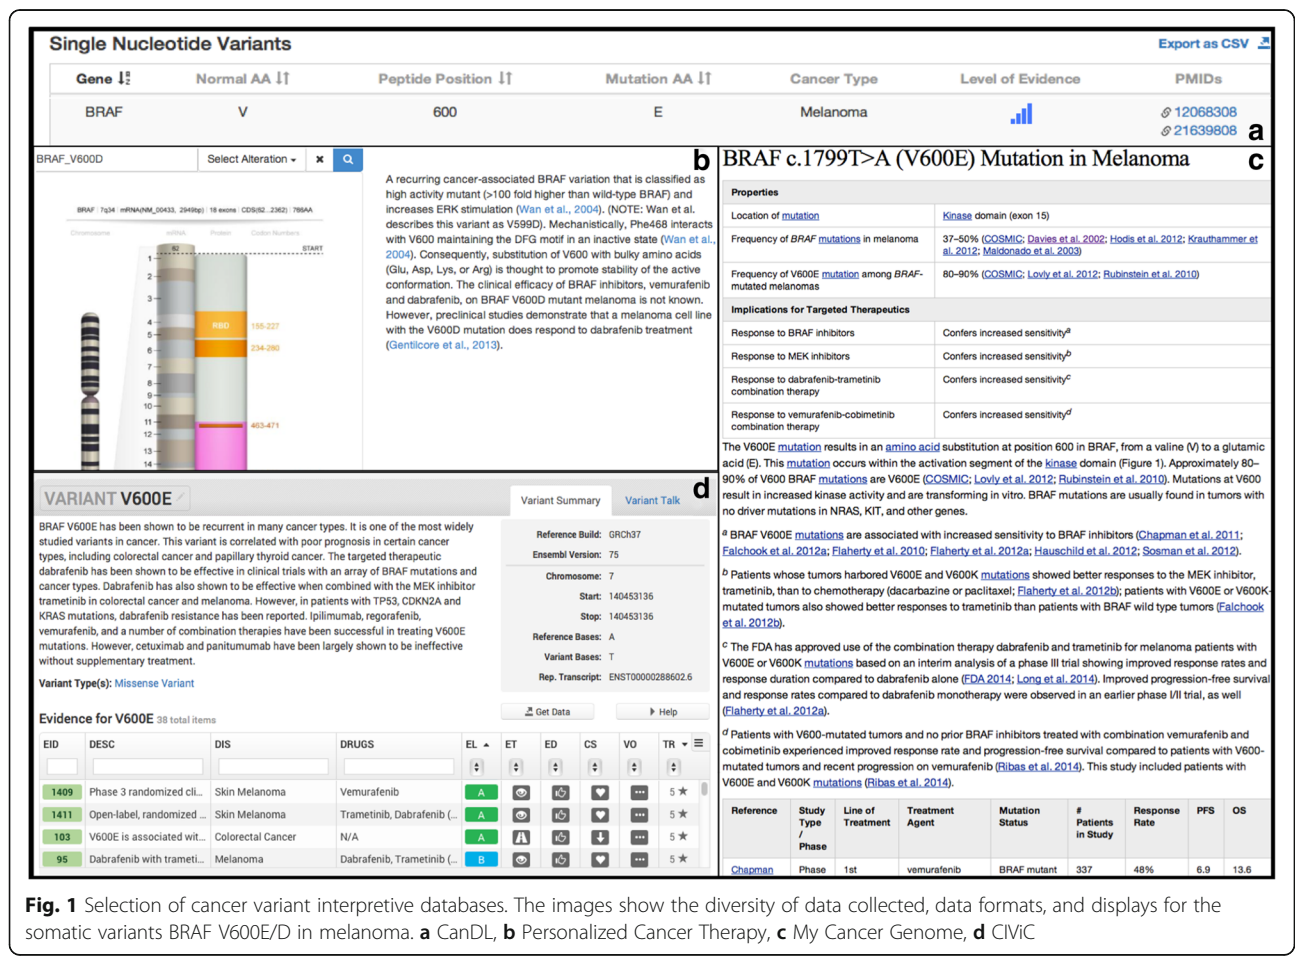 Single Nucleotide Variants
Export as CSV
Gene Normal AA Peptide Position Mutation AA Cancer Type Level of Evidence PMIDs
BRAF V 600 E Melanoma 12068308
21639808
a
BRAF_V600D Select Alteration
b
BRAF 7q34 mRNA(NM_00433, 2949bp) 18 exons CDS(62...2362) 766AA
Chromosome mRNA Protein Codon Numbers
62 START
1
2
3
4
5
6
7
8
9
10
11
12
13
14
RBD
155-227
234-280
463-471
A recurring cancer-associated BRAF variation that is classified as
high activity mutant (>100 fold higher than wild-type BRAF) and
increases ERK stimulation (Wan et al., 2004). (NOTE: Wan et al.
describes this variant as V599D). Mechanistically, Phe468 interacts
with V600 maintaining the DFG motif in an inactive state (Wan et al.,
2004). Consequently, substitution of V600 with bulky amino acids
(Glu, Asp, Lys, or Arg) is thought to promote stability of the active
conformation. The clinical efficacy of BRAF inhibitors, vemurafenib
and dabrafenib, on BRAF V600D mutant melanoma is not known.
However, preclinical studies demonstrate that a melanoma cell line
with the V600D mutation does respond to dabrafenib treatment
(Gentilcore et al., 2013).
BRAF c.1799T>A (V600E) Mutation in Melanoma
c
Properties
Location of mutation Kinase domain (exon 15)
Frequency of BRAF mutations in melanoma 37–50% (COSMIC; Davies et al. 2002; Hodis et al. 2012; Krauthammer et
al. 2012; Maldonado et al. 2003)
Frequency of V600E mutation among BRAF- 80–90% (COSMIC; Lovly et al. 2012; Rubinstein et al. 2010)
mutated melanomas
Implications for Targeted Therapeutics
Response to BRAF inhibitors Confers increased sensitivity a
Response to MEK inhibitors Confers increased sensitivity b
Response to dabrafenib-trametinib Confers increased sensitivity c
combination therapy
Response to vemurafenib-cobimetinib Confers increased sensitivity d
combination therapy
The V600E mutation results in an amino acid substitution at position 600 in BRAF, from a valine (V) to a glutamic
acid (E). This mutation occurs within the activation segment of the kinase domain (Figure 1). Approximately 80–
90% of V600 BRAF mutations are V600E (COSMIC; Lovly et al. 2012; Rubinstein et al. 2010). Mutations at V600
result in increased kinase activity and are transforming in vitro. BRAF mutations are usually found in tumors with
no driver mutations in NRAS, KIT, and other genes.
a BRAF V600E mutations are associated with increased sensitivity to BRAF inhibitors (Chapman et al. 2011;
Falchook et al. 2012a; Flaherty et al. 2010; Flaherty et al. 2012a; Hauschild et al. 2012; Sosman et al. 2012).
b Patients whose tumors harbored V600E and V600K mutations showed better responses to the MEK inhibitor,
trametinib, than to chemotherapy (dacarbazine or paclitaxel; Flaherty et al. 2012b); patients with V600E or V600K-
mutated tumors also showed better responses to trametinib than patients with BRAF wild type tumors (Falchook
et al. 2012b).
c The FDA has approved use of the combination therapy dabrafenib and trametinib for melanoma patients with
V600E or V600K mutations based on an interim analysis of a phase III trial showing improved response rates and
response duration compared to dabrafenib alone (FDA 2014; Long et al. 2014). Improved progression-free survival
and response rates compared to dabrafenib monotherapy were observed in an earlier phase I/II trial, as well
(Flaherty et al. 2012a).
d Patients with V600-mutated tumors and no prior BRAF inhibitors treated with combination vemurafenib and
cobimetinib experienced improved response rate and progression-free survival compared to patients with V600-
mutated tumors and recent progression on vemurafenib (Ribas et al. 2014). This study included patients with
V600E and V600K mutations (Ribas et al. 2014).
Reference Study Line of Treatment Mutation # Response PFS OS
Type Treatment Agent Status Patients Rate
/ in Study
Phase
Chapman Phase 1st vemurafenib BRAF mutant 337 48% 6.9 13.6
VARIANT V600E
Variant Summary Variant Talk
d
BRAF V600E has been shown to be recurrent in many cancer types. It is one of the most widely
studied variants in cancer. This variant is correlated with poor prognosis in certain cancer
types, including colorectal cancer and papillary thyroid cancer. The targeted therapeutic
dabrafenib has been shown to be effective in clinical trials with an array of BRAF mutations and
cancer types. Dabrafenib has also shown to be effective when combined with the MEK inhibitor
trametinib in colorectal cancer and melanoma. However, in patients with TP53, CDKN2A and
KRAS mutations, dabrafenib resistance has been reported. Ipilimumab, regorafenib,
vemurafenib, and a number of combination therapies have been successful in treating V600E
mutations. However, cetuximab and panitumumab have been largely shown to be ineffective
without supplementary treatment.
Variant Type(s): Missense Variant
Reference Build: GRCh37
Ensembl Version: 75
Chromosome: 7
Start: 140453136
Stop: 140453136
Reference Bases: A
Variant Bases: T
Rep. Transcript: ENST00000288602.6
Get Data Help
Evidence for V600E 38 total items
EID DESC DIS DRUGS EL ET ED CS VO TR
1409 Phase 3 randomized cli... Skin Melanoma Vemurafenib A 5
1411 Open-label, randomized ... Skin Melanoma Trametinib, Dabrafenib (... A 5
103 V600E is associated wit... Colorectal Cancer N/A A 5
95 Dabrafenib with trameti... Melanoma Dabrafenib, Trametinib (... B 5
Fig. 1 Selection of cancer variant interpretive databases. The images show the diversity of data collected, data formats, and displays for the
somatic variants BRAF V600E/D in melanoma. a CanDL, b Personalized Cancer Therapy, c My Cancer Genome, d CIViC